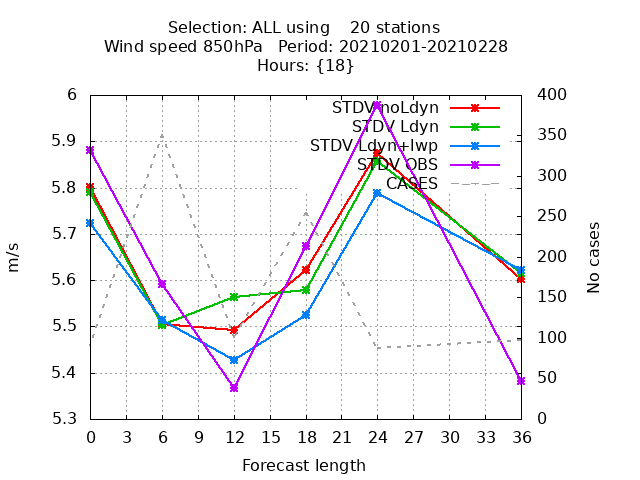 Selection: ALL using    20 stations
Wind speed 850hPa   Period: 20210201-20210228
Hours: {18}
STDV noLdyn
STDV Ldyn
STDV Ldyn+lwp
STDV OBS
CASES
6
5.9
5.8
5.7
5.6
5.5
5.4
5.3
m/s
400
350
300
250
200
150
100
50
0
No cases
0 3 6 9 12 15 18 21 24 27 30 33 36
Forecast length